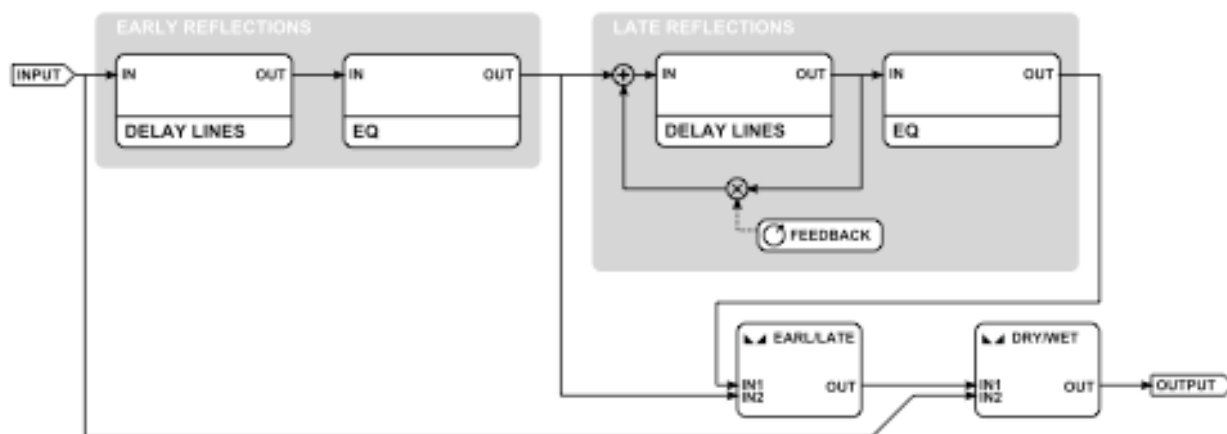 EARLY REFLECTIONS
LATE REFLECTIONS
INPUT
IN OUT
DELAY LINES
IN OUT
EQ
IN OUT
DELAY LINES
IN OUT
EQ
FEEDBACK
EARL/LATE
IN1
IN2
OUT
DRY/WET
IN1
IN2
OUT
OUTPUT